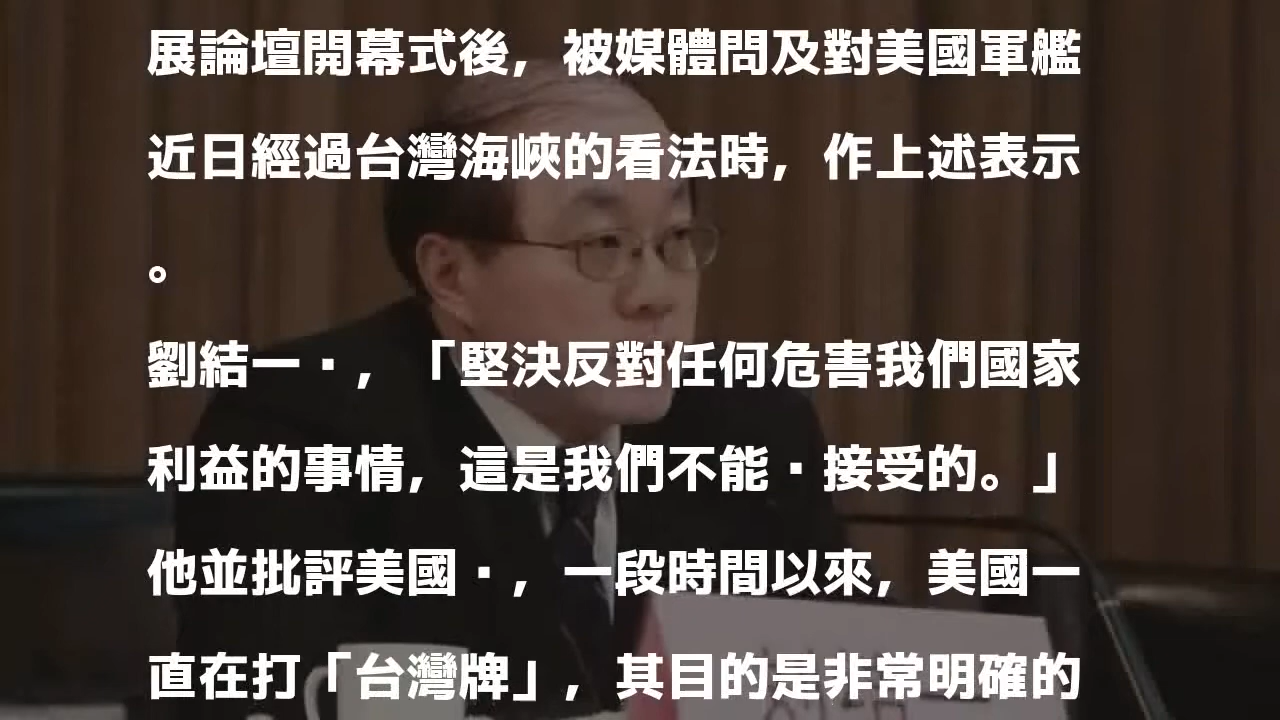 展論壇開幕式後，被媒體問及對美國軍艦
近日經過台灣海峽的看法時，作上述表示
。
劉結一▪，「堅決反對任何危害我們國家
利益的事情，這是我們不能▪接受的。」
他並批評美國▪，一段時間以來，美國一
直在打「台灣牌」，其目的是非常明確的